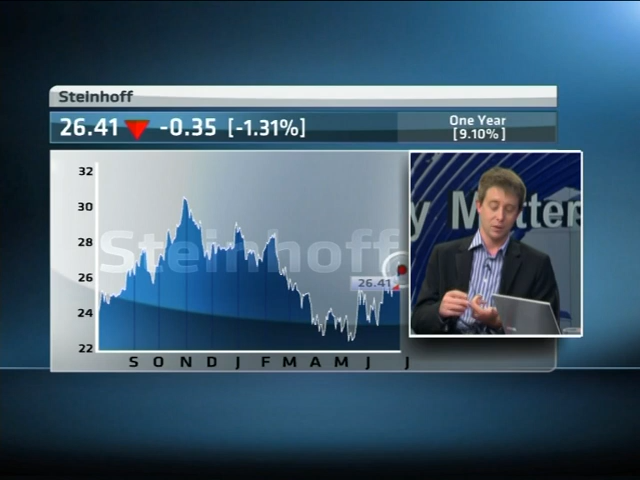 Steinhoff
26.41 -0.35 [-1.31%]
One Year
[9.10%]
32
30
28
26
24
22
Steinhoff
26.41
S O N D J F M A M J J
y Matters